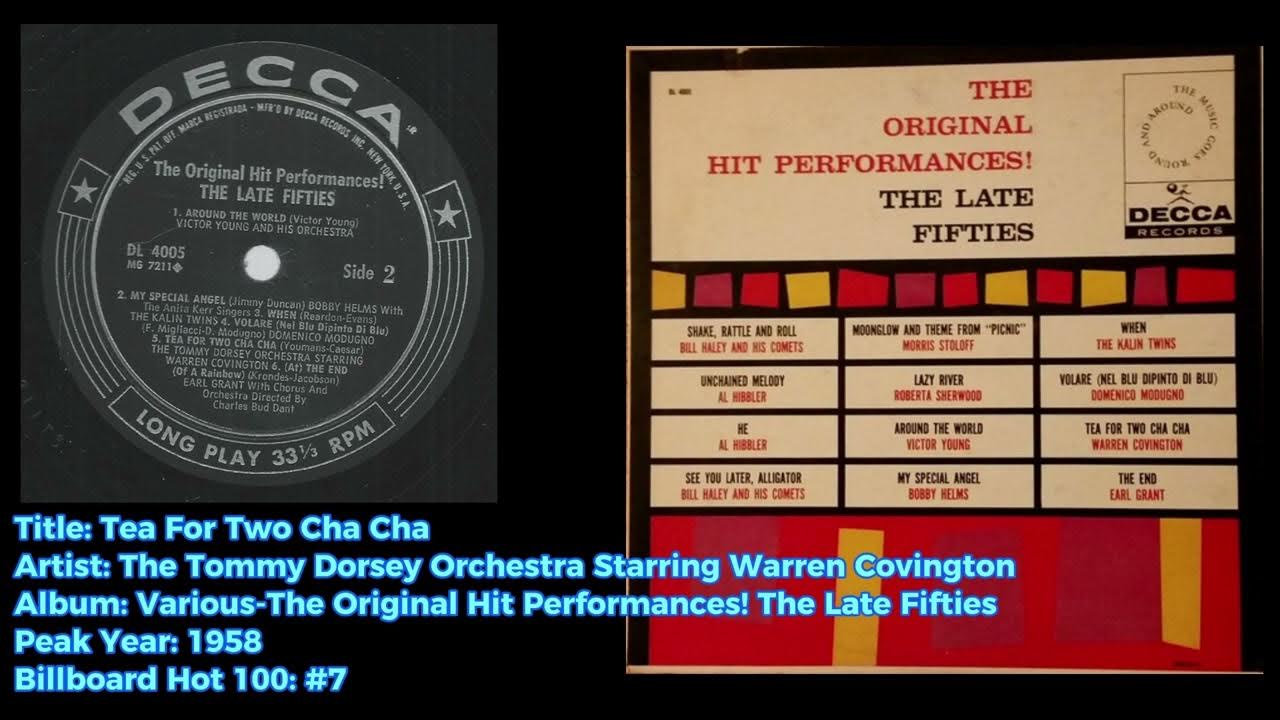 DECCA
REG. U.S. PAT. OFF. MARCA REGISTRADA - MFR'D BY DECCA RECORDS INC. NEW YORK, U.S.A.
The Original Hit Performances!
THE LATE FIFTIES
1. AROUND THE WORLD (Victor Young)
VICTOR YOUNG AND HIS ORCHESTRA
DL 4005
MG 7211
Side 2
2. MY SPECIAL ANGEL (Jimmy Duncan) BOBBY HELMS With
The Anita Kerr Singers 3. WHEN (Reardon-Evans)
THE KALIN TWINS 4. VOLARE (Nel Blu Dipinto Di Blu)
(F. Migliacci-D. Modugno) DOMENICO MODUGNO
5. TEA FOR TWO CHA CHA (Youmans-Caesar)
THE TOMMY DORSEY ORCHESTRA STARRING
WARREN COVINGTON 6. (At) THE END
(Of A Rainbow) (Krondes-Jacobson)
EARL GRANT With Chorus And
Orchestra Directed By
Charles Bud Dant
LONG PLAY 33 1/3 RPM
DL 4005
THE
ORIGINAL
HIT PERFORMANCES!
THE LATE
FIFTIES
THE MUSIC GOES 'ROUND AND AROUND
DECCA
RECORDS
SHAKE, RATTLE AND ROLL
BILL HALEY AND HIS COMETS
MOONGLOW AND THEME FROM "PICNIC"
MORRIS STOLOFF
WHEN
THE KALIN TWINS
UNCHAINED MELODY
AL HIBBLER
LAZY RIVER
ROBERTA SHERWOOD
VOLARE (NEL BLU DIPINTO DI BLU)
DOMENICO MODUGNO
HE
AL HIBBLER
AROUND THE WORLD
VICTOR YOUNG
TEA FOR TWO CHA CHA
WARREN COVINGTON
SEE YOU LATER, ALLIGATOR
BILL HALEY AND HIS COMETS
MY SPECIAL ANGEL
BOBBY HELMS
THE END
EARL GRANT
Title: Tea For Two Cha Cha
Artist: The Tommy Dorsey Orchestra Starring Warren Covington
Album: Various-The Original Hit Performances! The Late Fifties
Peak Year: 1958
Billboard Hot 100: #7